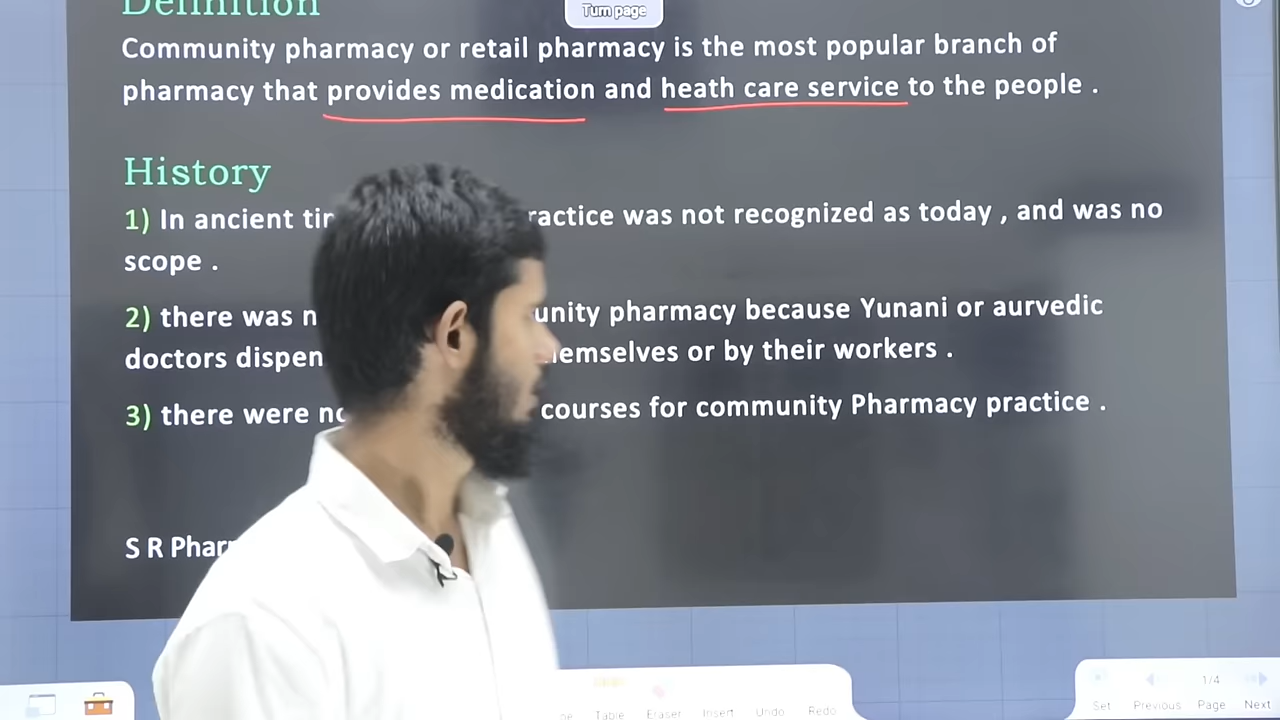 Definition
Turn page
Community pharmacy or retail pharmacy is the most popular branch of
pharmacy that provides medication and heath care service to the people .
History
1) In ancient ractice was not recognized as today , and was no
scope .
2) there was unity pharmacy because Yunani or aurvedic
doctors dispen hemselves or by their workers .
3) there were courses for community Pharmacy practice .
S R Phar
Table Eraser Insert Undo Redo
1/4
Set Previous Page Next